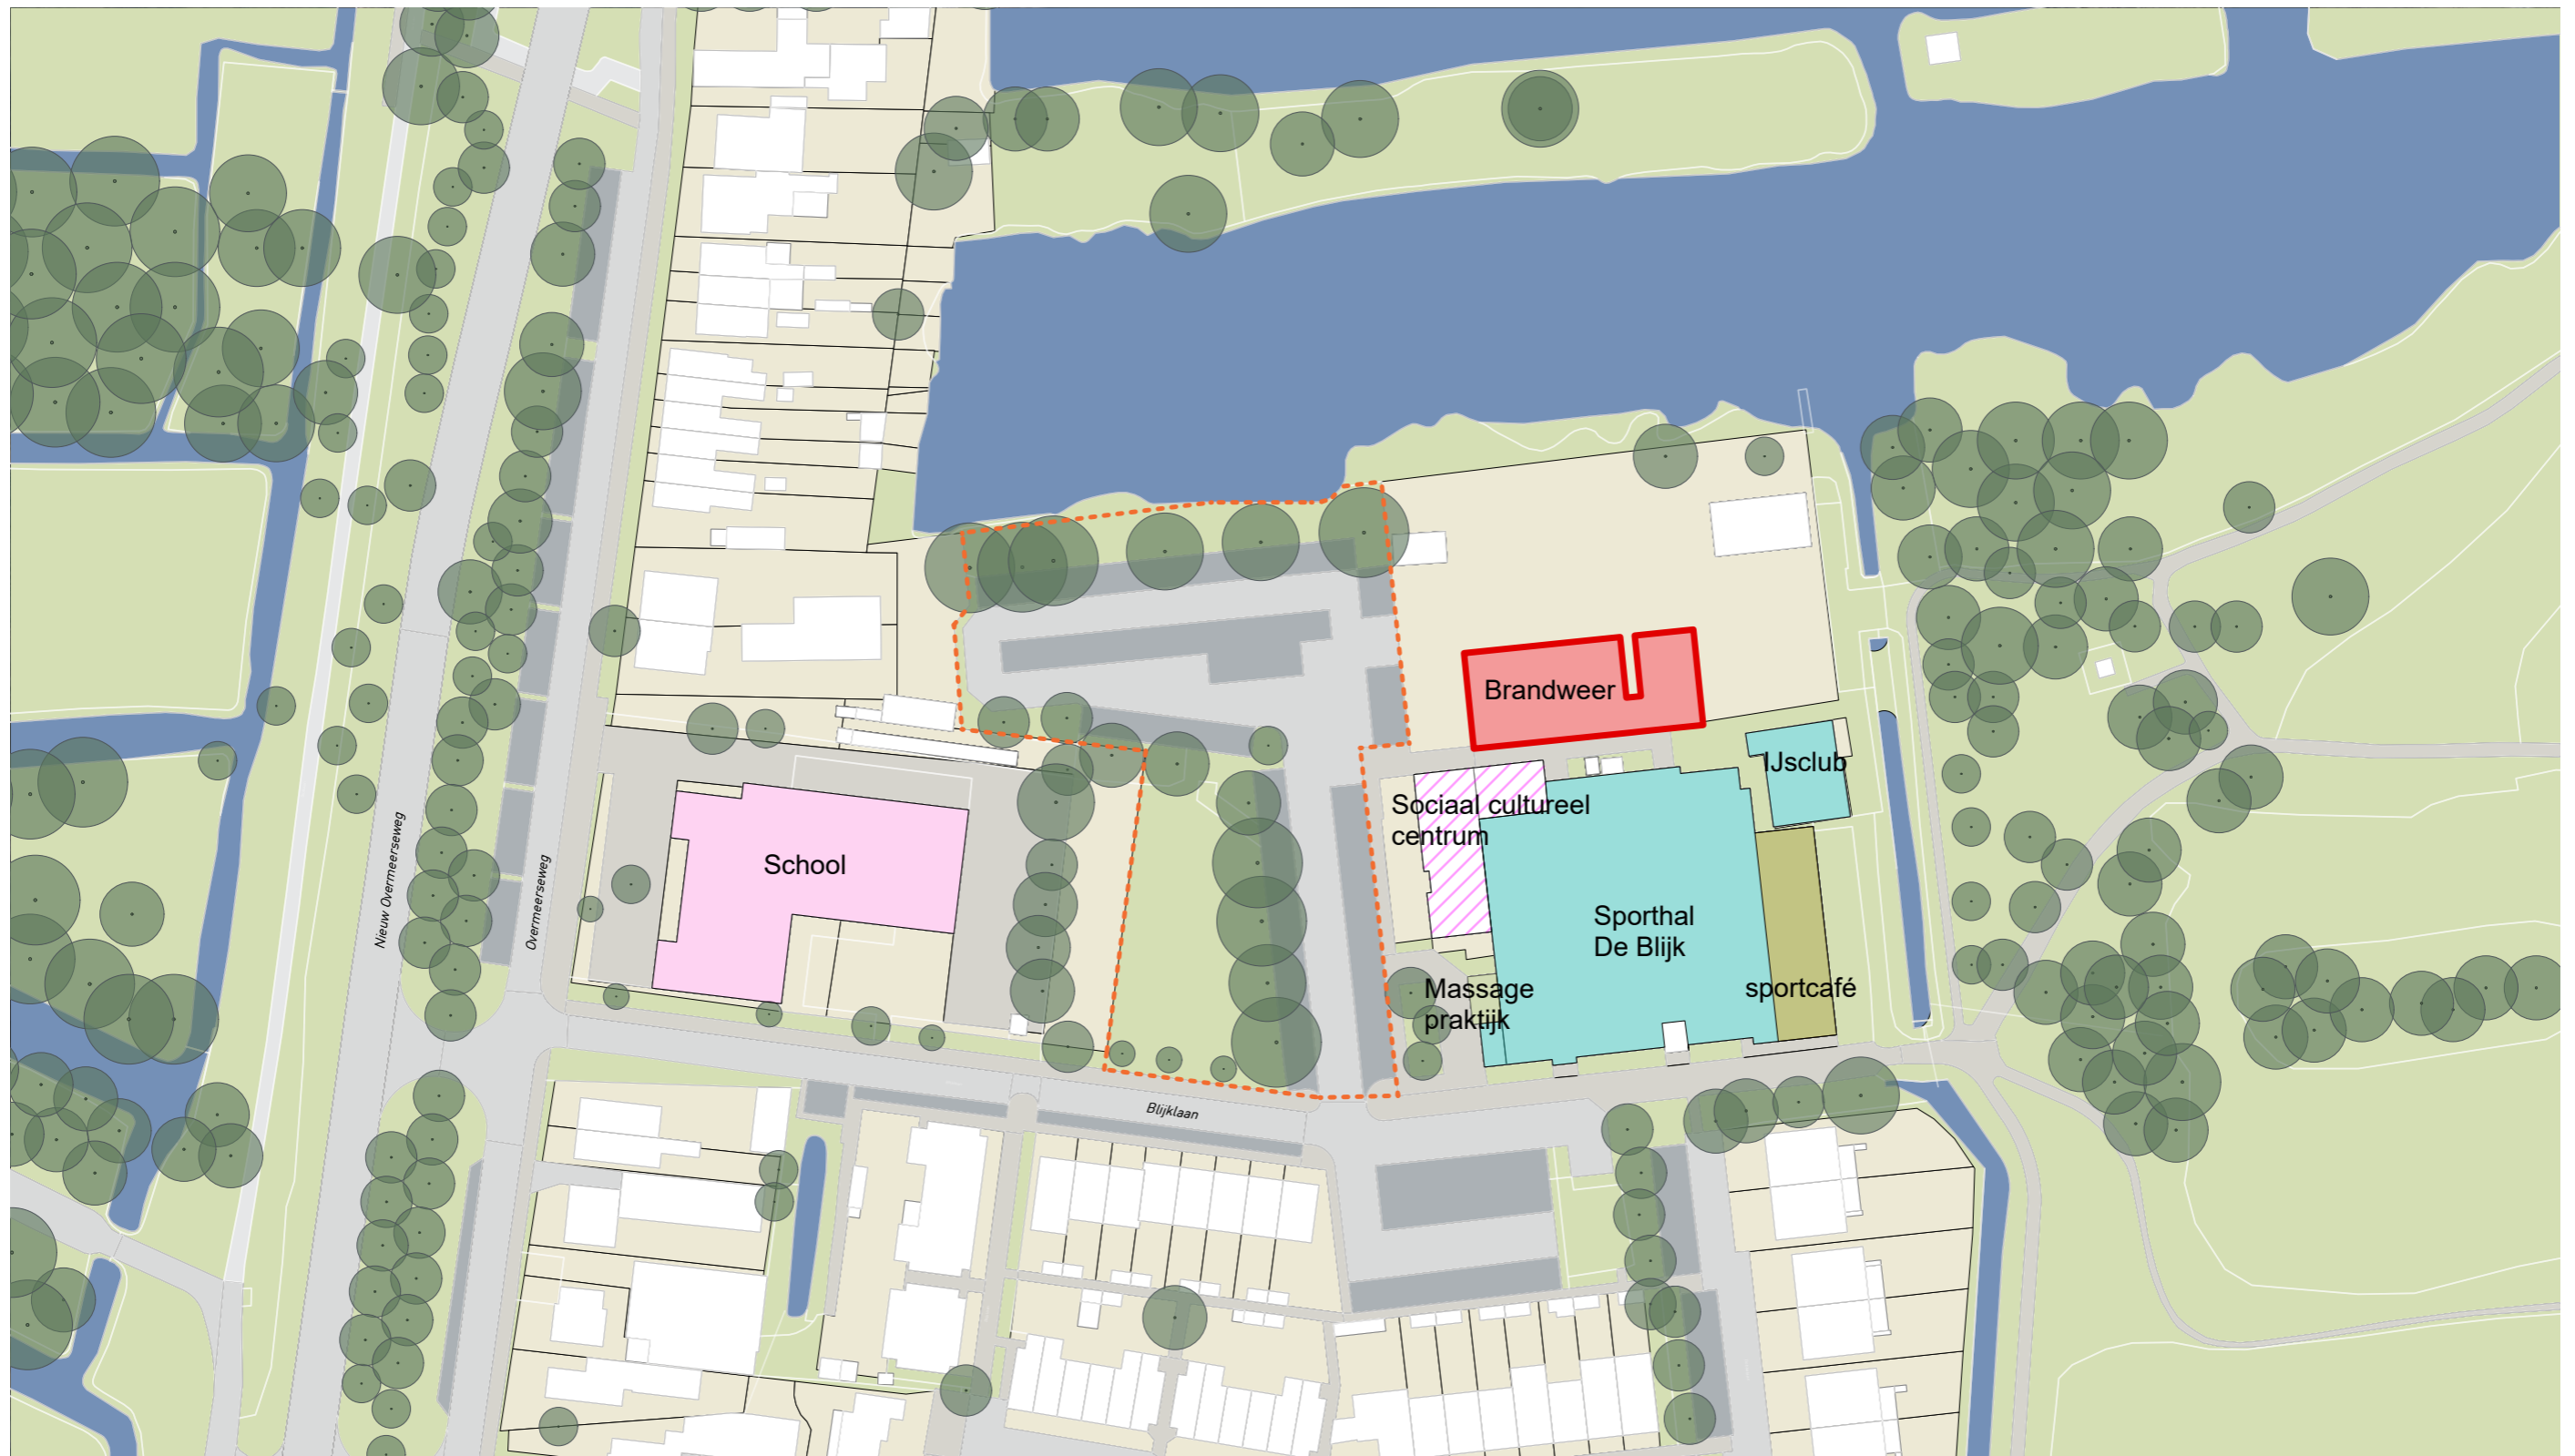 Brandweer
IJsclub
Sociaal cultureel
centrum
School
Sporthal
De Blijk
Massage
praktijk
sportcafé
Nieuw Overmeerseweg
Overmeerseweg
Blijklaan